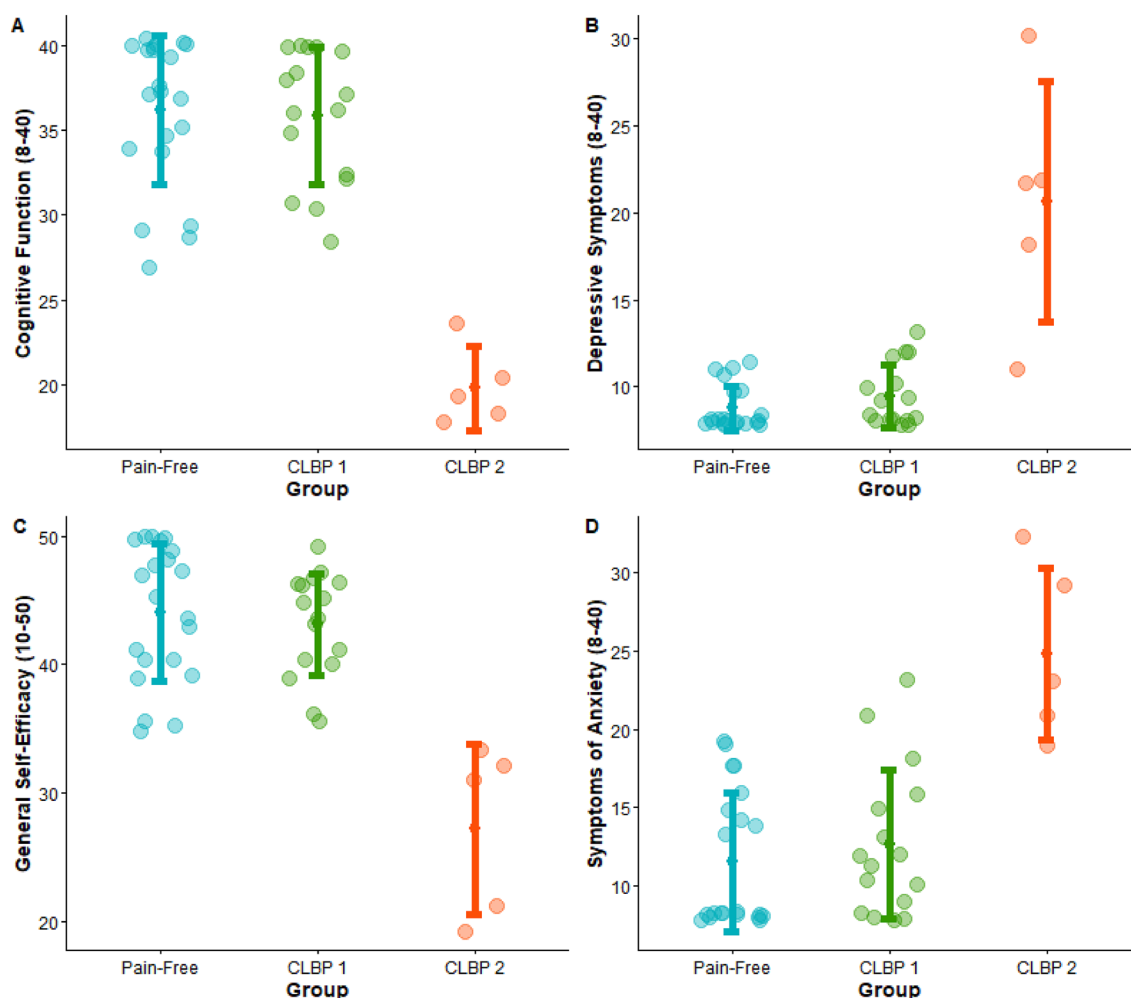 A
Cognitive Function (8-40)
40
35
30
25
20
Pain-Free CLBP 1 CLBP 2
Group
B
Depressive Symptoms (8-40)
30
25
20
15
10
Pain-Free CLBP 1 CLBP 2
Group
C
General Self-Efficacy (10-50)
50
40
30
20
Pain-Free CLBP 1 CLBP 2
Group
D
Symptoms of Anxiety (8-40)
30
25
20
15
10
Pain-Free CLBP 1 CLBP 2
Group